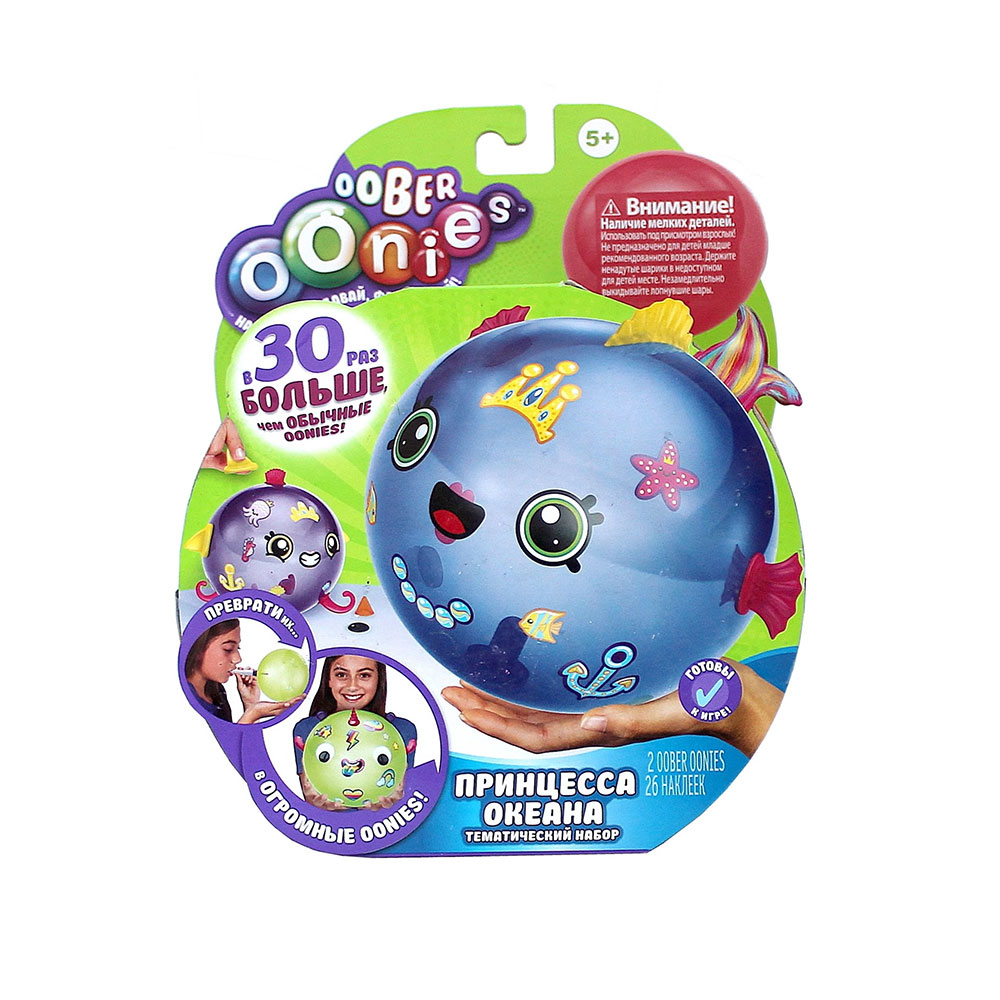 5+
OOBER
OONIES™
Внимание!
Наличие мелких деталей.
Использовать под присмотром взрослых!
Не предназначено для детей младше
рекомендованного возраста. Держите
ненадутые шарики в недоступном
для детей месте. Незамедлительно
выкидывайте лопнувшие шары.
В 30 РАЗ
БОЛЬШЕ,
чем ОБЫЧНЫЕ
OONIES!
ПРЕВРАТИ их...
В ОГРОМНЫЕ OONIES!
ГОТОВЫ
К ИГРЕ!
ПРИНЦЕССА
ОКЕАНА
ТЕМАТИЧЕСКИЙ НАБОР
2 OOBER OONIES
26 НАКЛЕЕК